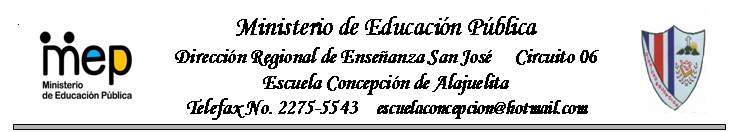 Ministerio de Educación Pública
Dirección Regional de Enseñanza San José Circuito 06
Escuela Concepción de Alajuelita
Telefax No. 2275-5543 escuelaconcepcion@hotmail.com
mep
Ministerio
de Educación Pública